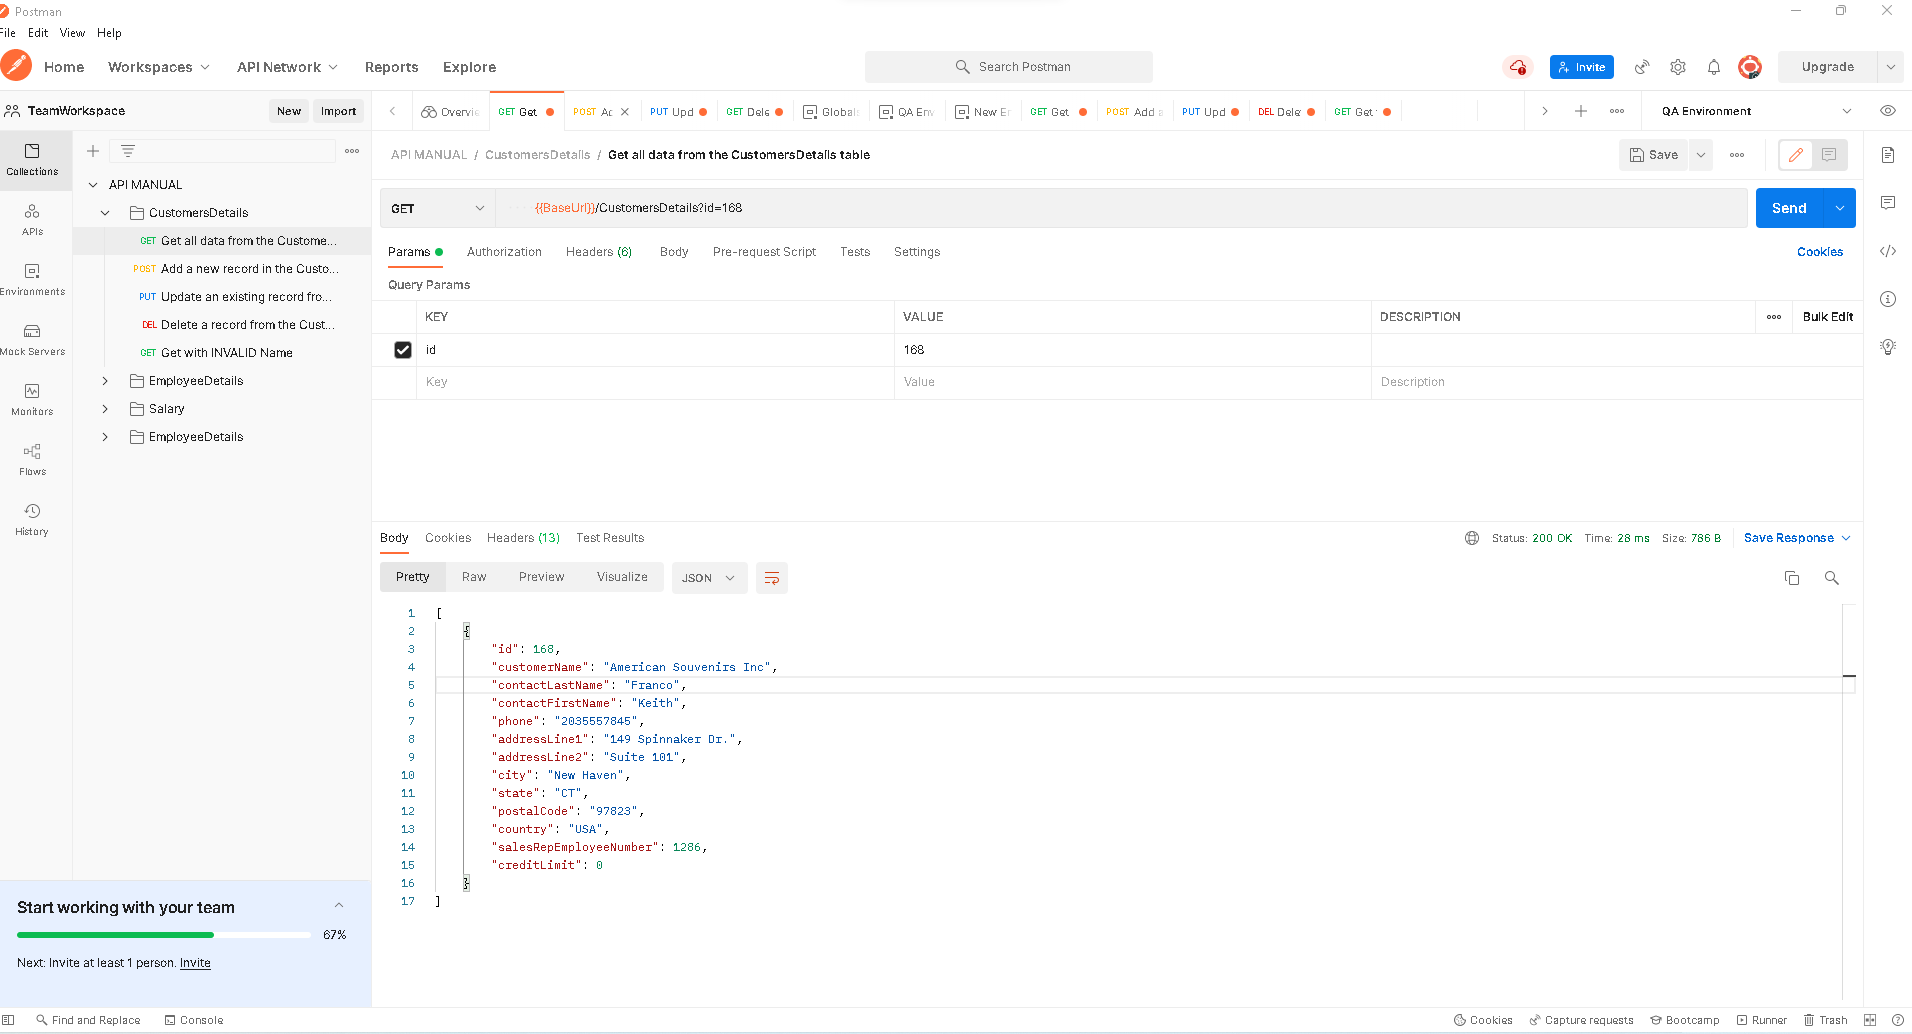 Postman
File Edit View Help
Home Workspaces API Network Reports Explore Search Postman Invite Upgrade
TeamWorkspace New Import
Overvie GET Get POST Ac PUT Upd GET Dele Globals QA Env New En GET Get POST Add PUT Upd DEL Dele GET Get QA Environment
API MANUAL / CustomersDetails / Get all data from the CustomersDetails table Save
Collections
APIs
Environments
Mock Servers
Monitors
Flows
History
API MANUAL
CustomersDetails
GET Get all data from the Custome...
POST Add a new record in the Custo...
PUT Update an existing record fro...
DEL Delete a record from the Cust...
GET Get with INVALID Name
EmployeeDetails
Salary
EmployeeDetails
GET {{BaseUrl}}/CustomersDetails?id=168 Send
Params Authorization Headers (6) Body Pre-request Script Tests Settings Cookies
Query Params
KEY VALUE DESCRIPTION Bulk Edit
id 168
Key Value Description
Body Cookies Headers (13) Test Results Status: 200 OK Time: 28 ms Size: 786 B Save Response
Pretty Raw Preview Visualize JSON
1 [
2 {
3 "id": 168,
4 "customerName": "American Souvenirs Inc",
5 "contactLastName": "Franco",
6 "contactFirstName": "Keith",
7 "phone": "2035557845",
8 "addressLine1": "149 Spinnaker Dr.",
9 "addressLine2": "Suite 101",
10 "city": "New Haven",
11 "state": "CT",
12 "postalCode": "97823",
13 "country": "USA",
14 "salesRepEmployeeNumber": 1286,
15 "creditLimit": 0
16 }
17 ]
Start working with your team
67%
Next: Invite at least 1 person. Invite
Find and Replace Console Cookies Capture requests Bootcamp Runner Trash